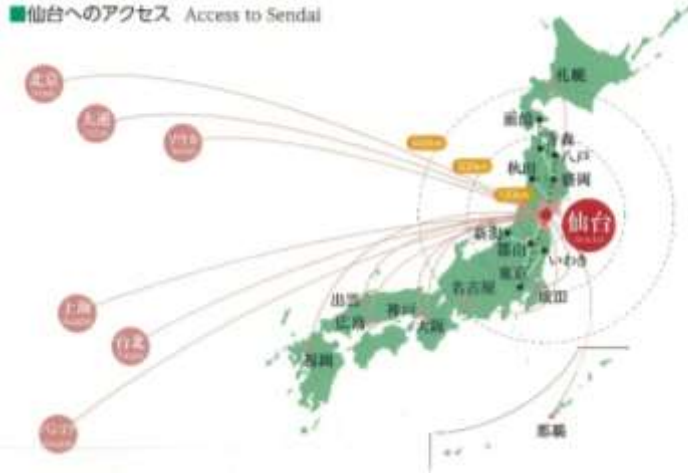 ■仙台へのアクセス Access to Sendai
札幌
北京
大連
ソウル
函館
青森
八戸
秋田
盛岡
仙台
新潟
郡山
いわき
東京
成田
名古屋
出雲
広島
神戸
大阪
福岡
上海
台北
那覇